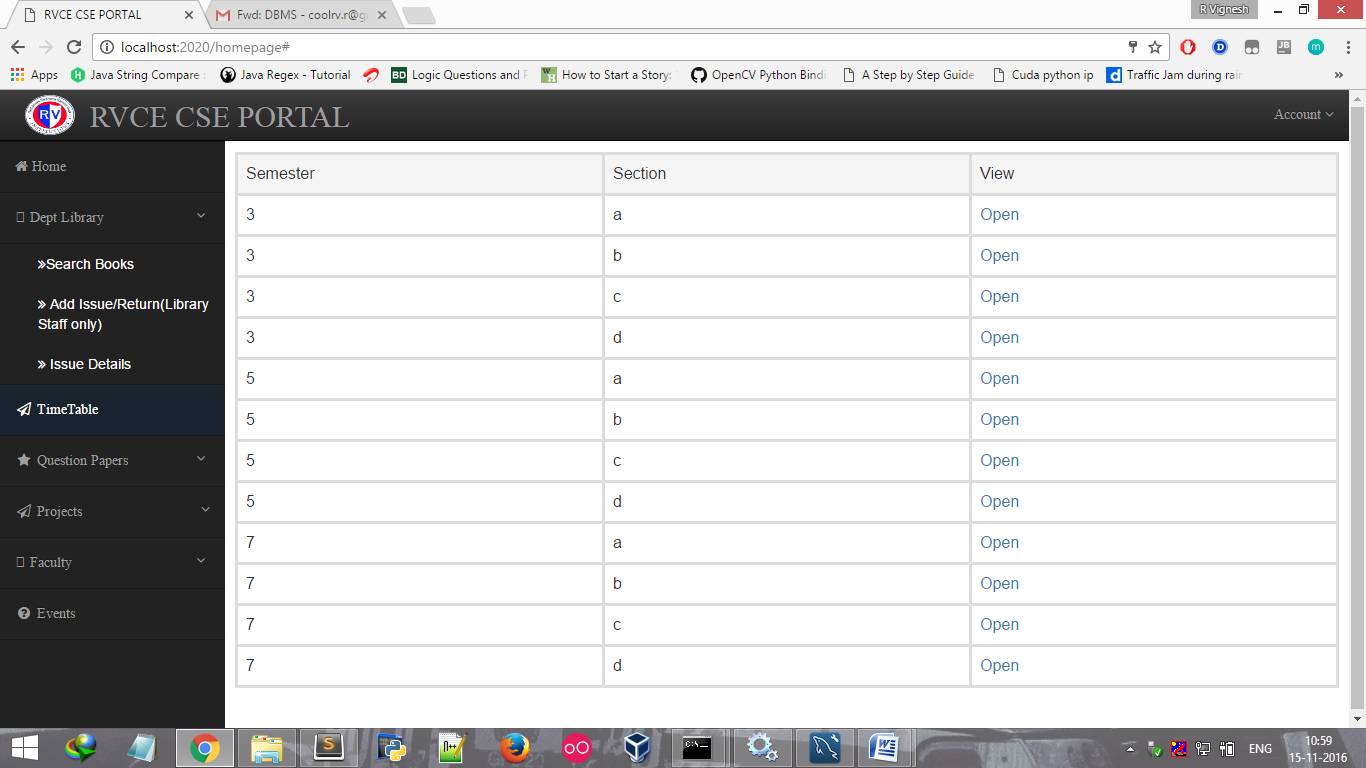 RVCE CSE PORTAL
Fwd: DBMS - coolrv.r@g
R Vignesh
localhost:2020/homepage#
Apps
Java String Compare
Java Regex - Tutorial
BD Logic Questions and
How to Start a Story:
OpenCV Python Bindi
A Step by Step Guide
Cuda python ip
d Traffic Jam during rain
»
RV
RVCE CSE PORTAL
Account
Home
Dept Library
»Search Books
» Add Issue/Return(Library
Staff only)
» Issue Details
TimeTable
Question Papers
Projects
Faculty
Events
Semester Section View
3 a Open
3 b Open
3 c Open
3 d Open
5 a Open
5 b Open
5 c Open
5 d Open
7 a Open
7 b Open
7 c Open
7 d Open
ENG
10:59
15-11-2016